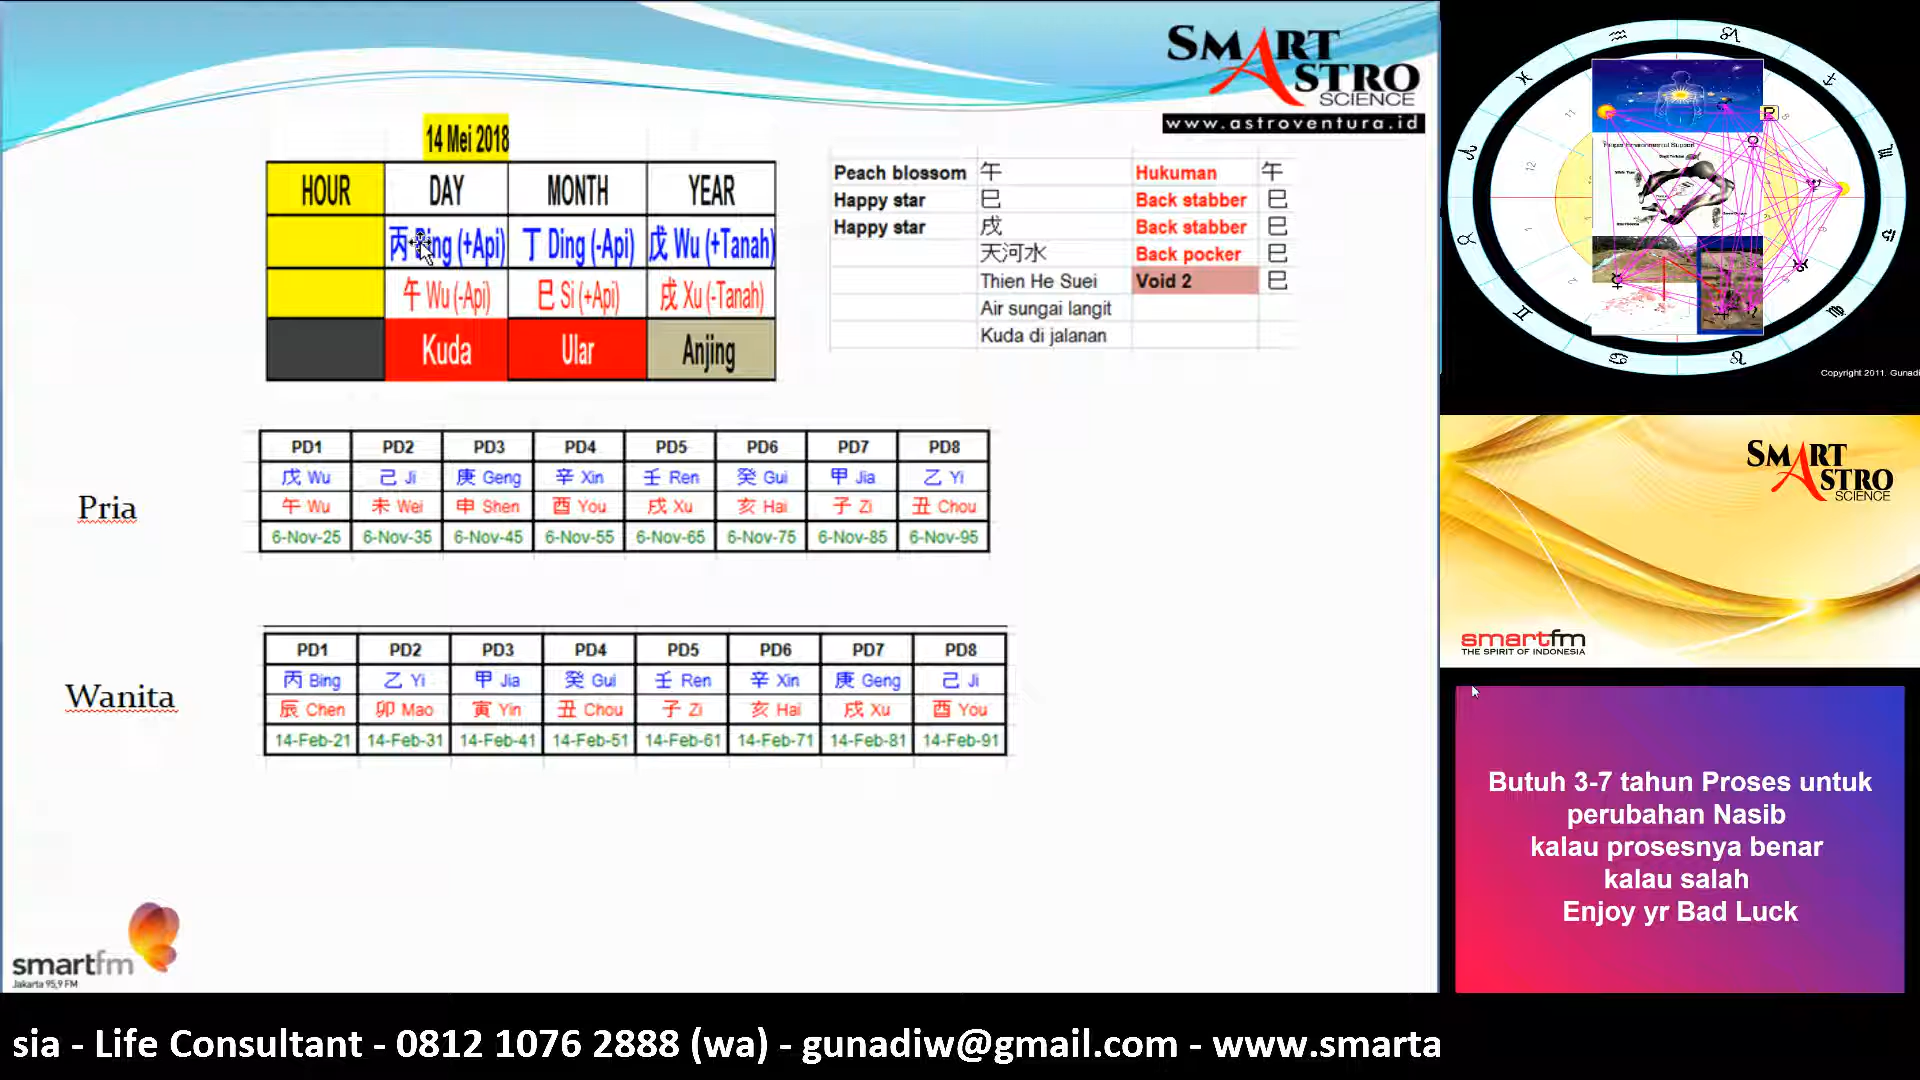 SMART
ASTRO
SCIENCE
www.astroventura.id
14 Mei 2018
HOUR DAY MONTH YEAR
丙 Bing (+Api) 丁 Ding (-Api) 戊 Wu (+Tanah)
午 Wu (-Api) 巳 Si (+Api) 戌 Xu (-Tanah)
Kuda Ular Anjing
Peach blossom 午 Hukuman 午
Happy star 巳 Back stabber 巳
Happy star 戌 Back stabber 巳
天河水 Back pocker 巳
Thien He Suei Void 2 巳
Air sungai langit
Kuda di jalanan
Pria
PD1 PD2 PD3 PD4 PD5 PD6 PD7 PD8
戊 Wu 己 Ji 庚 Geng 辛 Xin 壬 Ren 癸 Gui 甲 Jia 乙 Yi
午 Wu 未 Wei 申 Shen 酉 You 戌 Xu 亥 Hai 子 Zi 丑 Chou
6-Nov-25 6-Nov-35 6-Nov-45 6-Nov-55 6-Nov-65 6-Nov-75 6-Nov-85 6-Nov-95
Wanita
PD1 PD2 PD3 PD4 PD5 PD6 PD7 PD8
丙 Bing 乙 Yi 甲 Jia 癸 Gui 壬 Ren 辛 Xin 庚 Geng 己 Ji
辰 Chen 卯 Mao 寅 Yin 丑 Chou 子 Zi 亥 Hai 戌 Xu 酉 You
14-Feb-21 14-Feb-31 14-Feb-41 14-Feb-51 14-Feb-61 14-Feb-71 14-Feb-81 14-Feb-91
smartfm
Jakarta 95,9 FM
Copyright 2011. Gunadi
SMART
ASTRO
SCIENCE
smartfm
THE SPIRIT OF INDONESIA
Butuh 3-7 tahun Proses untuk
perubahan Nasib
kalau prosesnya benar
kalau salah
Enjoy yr Bad Luck
sia - Life Consultant - 0812 1076 2888 (wa) - gunadiw@gmail.com - www.smarta